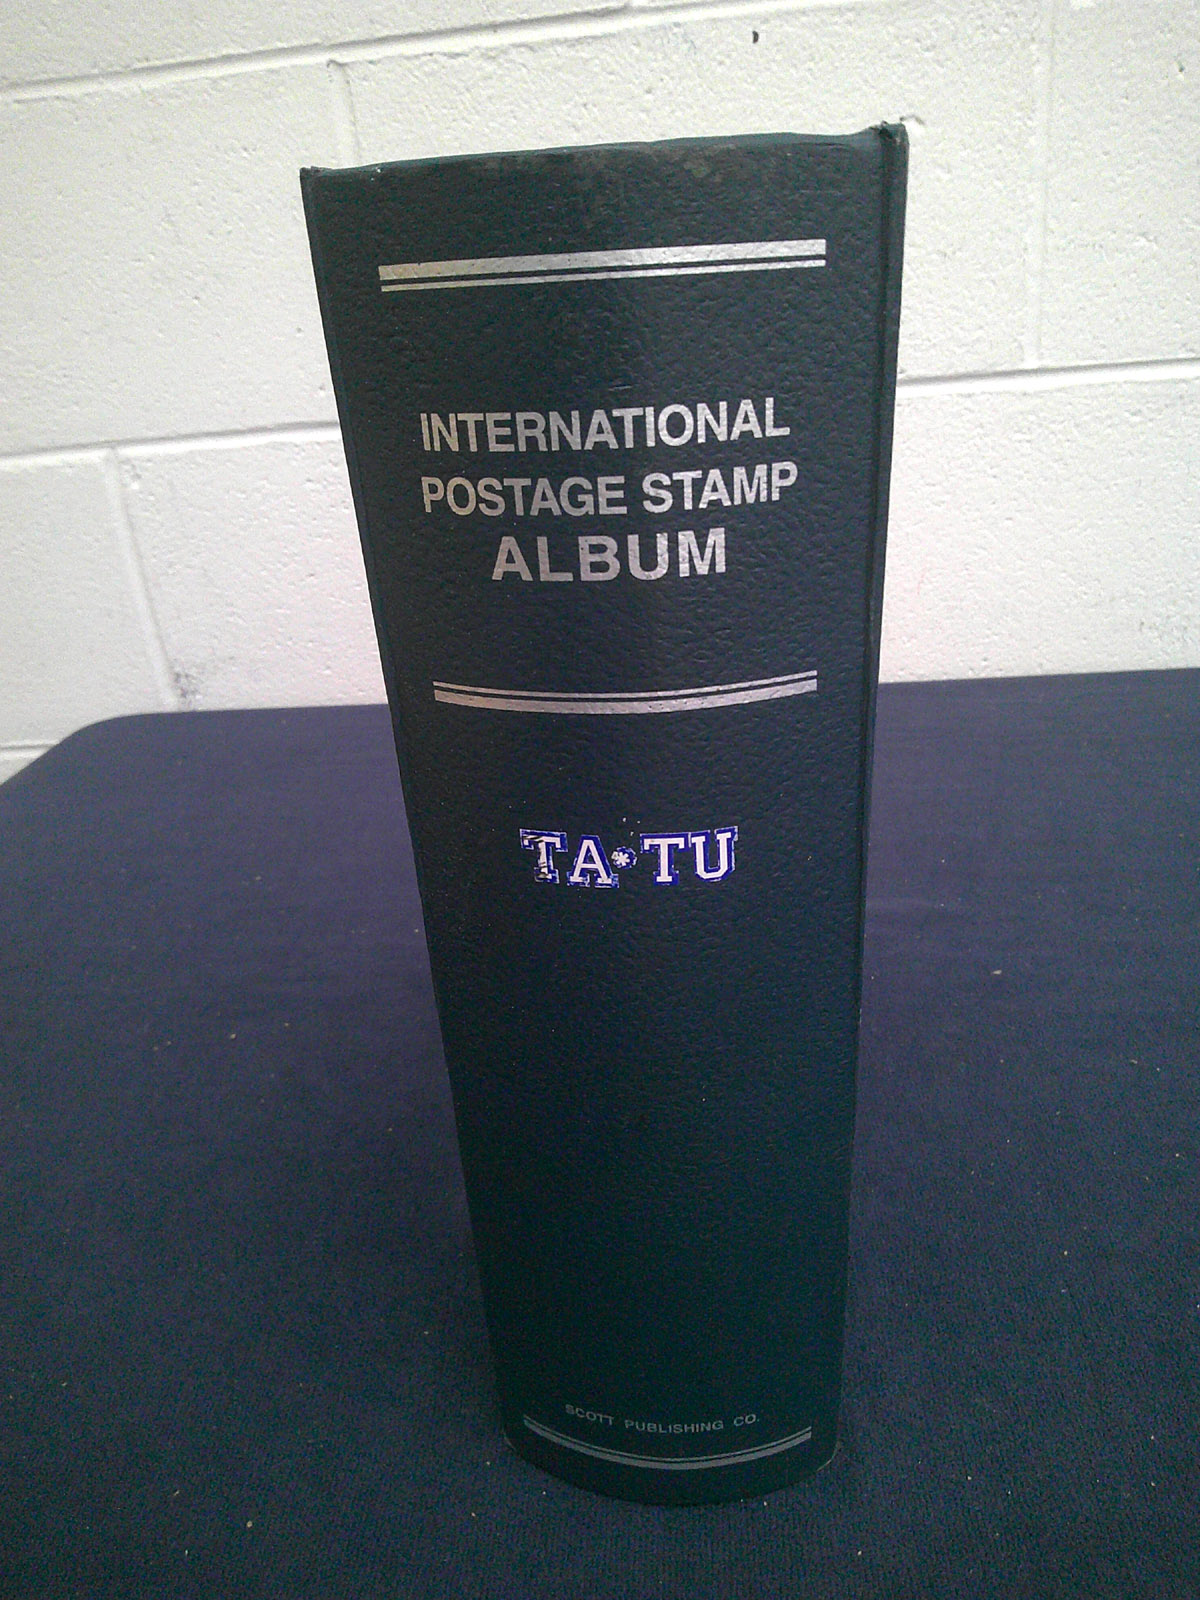 INTERNATIONAL
POSTAGE STAMP
ALBUM
TA*TU
SCOTT PUBLISHING CO.